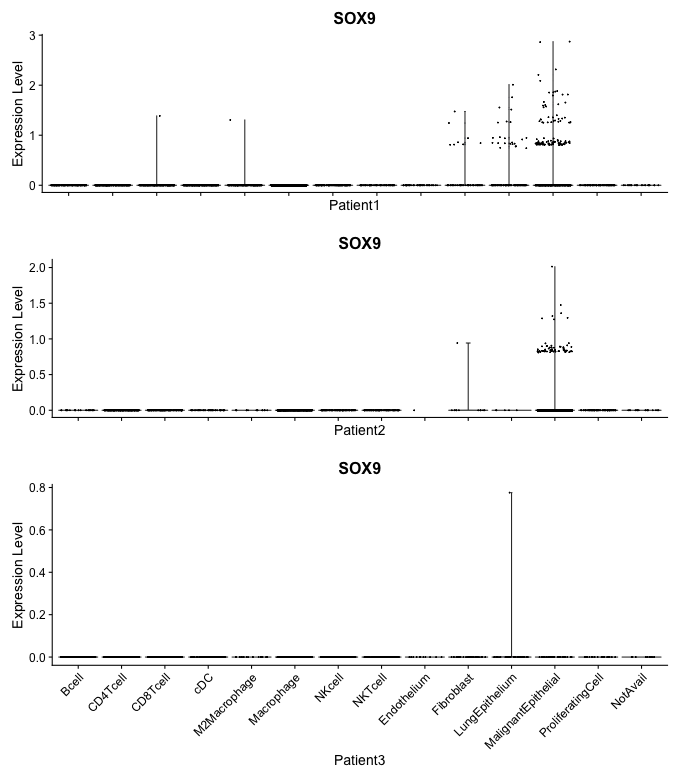 SOX9
Expression Level
3
2
1
0
Patient1
SOX9
Expression Level
2.0
1.5
1.0
0.5
0.0
Patient2
SOX9
Expression Level
0.8
0.6
0.4
0.2
0.0
Bcell
CD4Tcell
CD8Tcell
cDC
M2Macrophage
Macrophage
NKcell
NKTcell
Endothelium
Fibroblast
LungEpithelium
MalignantEpithelial
ProliferatingCell
NotAvail
Patient3